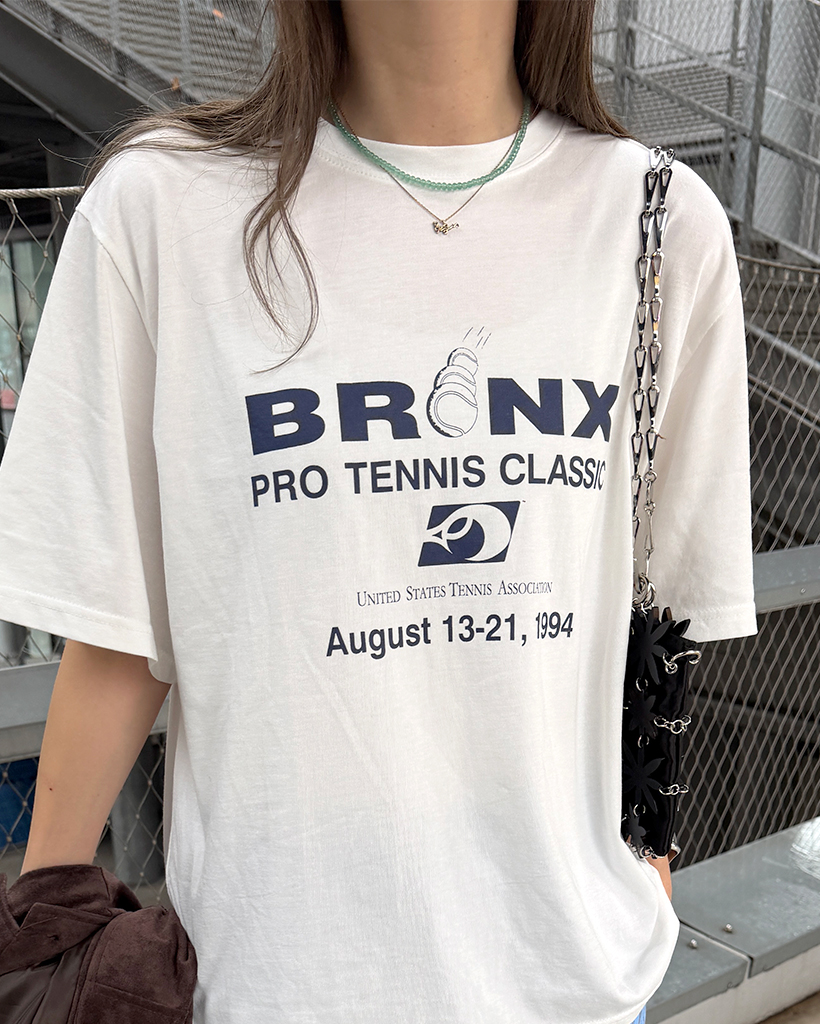 BRONX
PRO TENNIS CLASSIC
UNITED STATES TENNIS ASSOCIATION
August 13-21, 1994